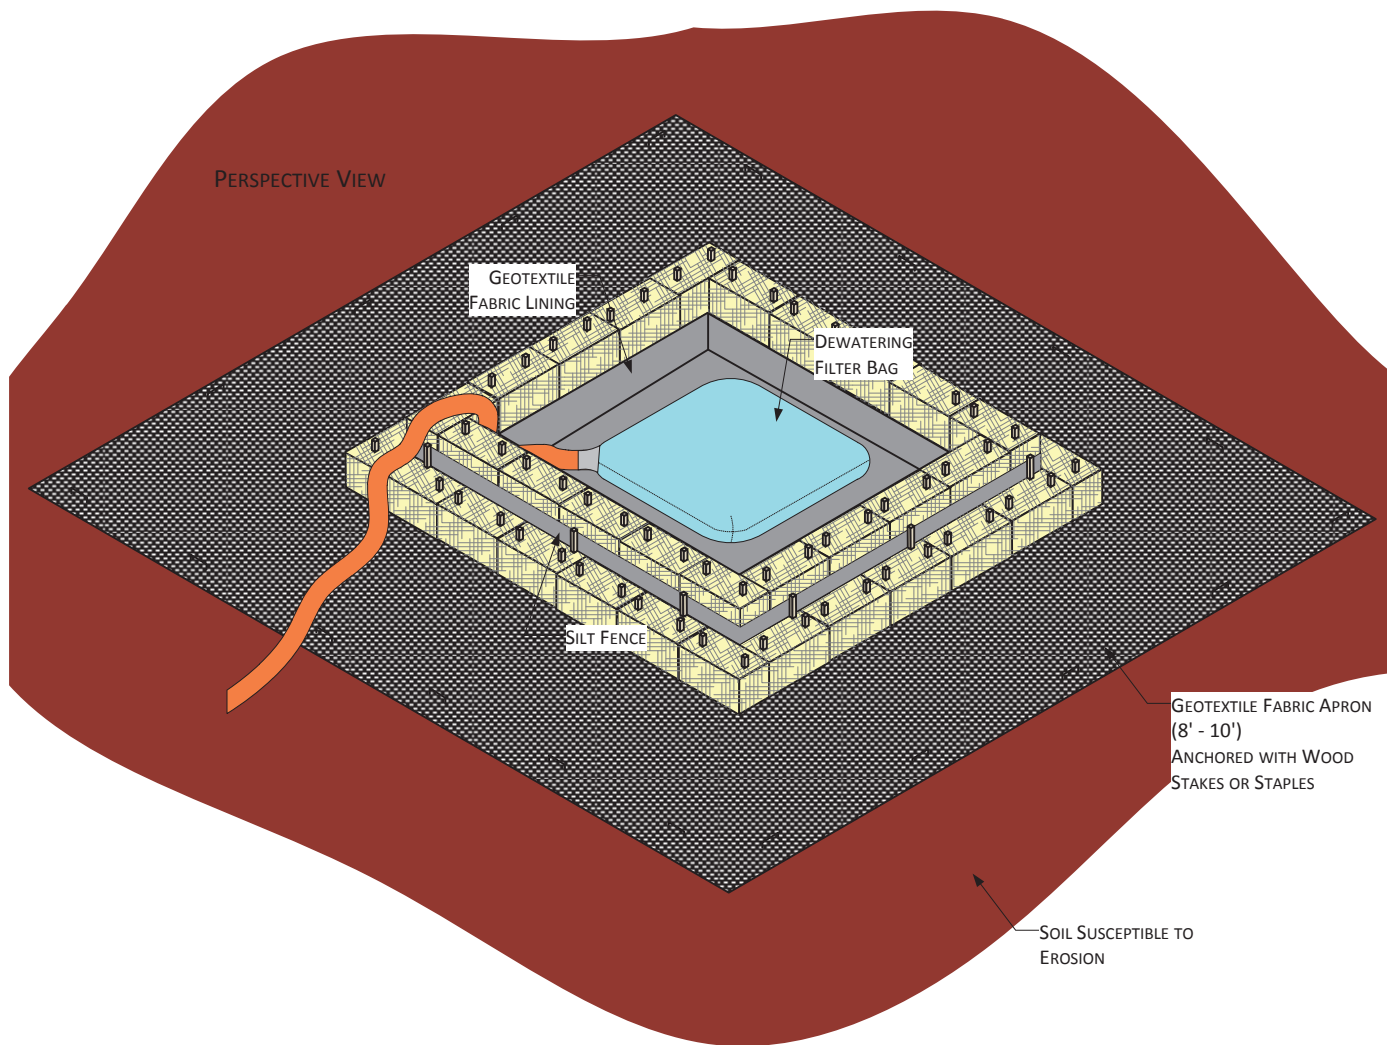 PERSPECTIVE VIEW
GEOTEXTILE
FABRIC LINING
DEWATERING
FILTER BAG
SILT FENCE
GEOTEXTILE FABRIC APRON
(8' - 10')
ANCHORED WITH WOOD
STAKES OR STAPLES
SOIL SUSCEPTIBLE TO
EROSION